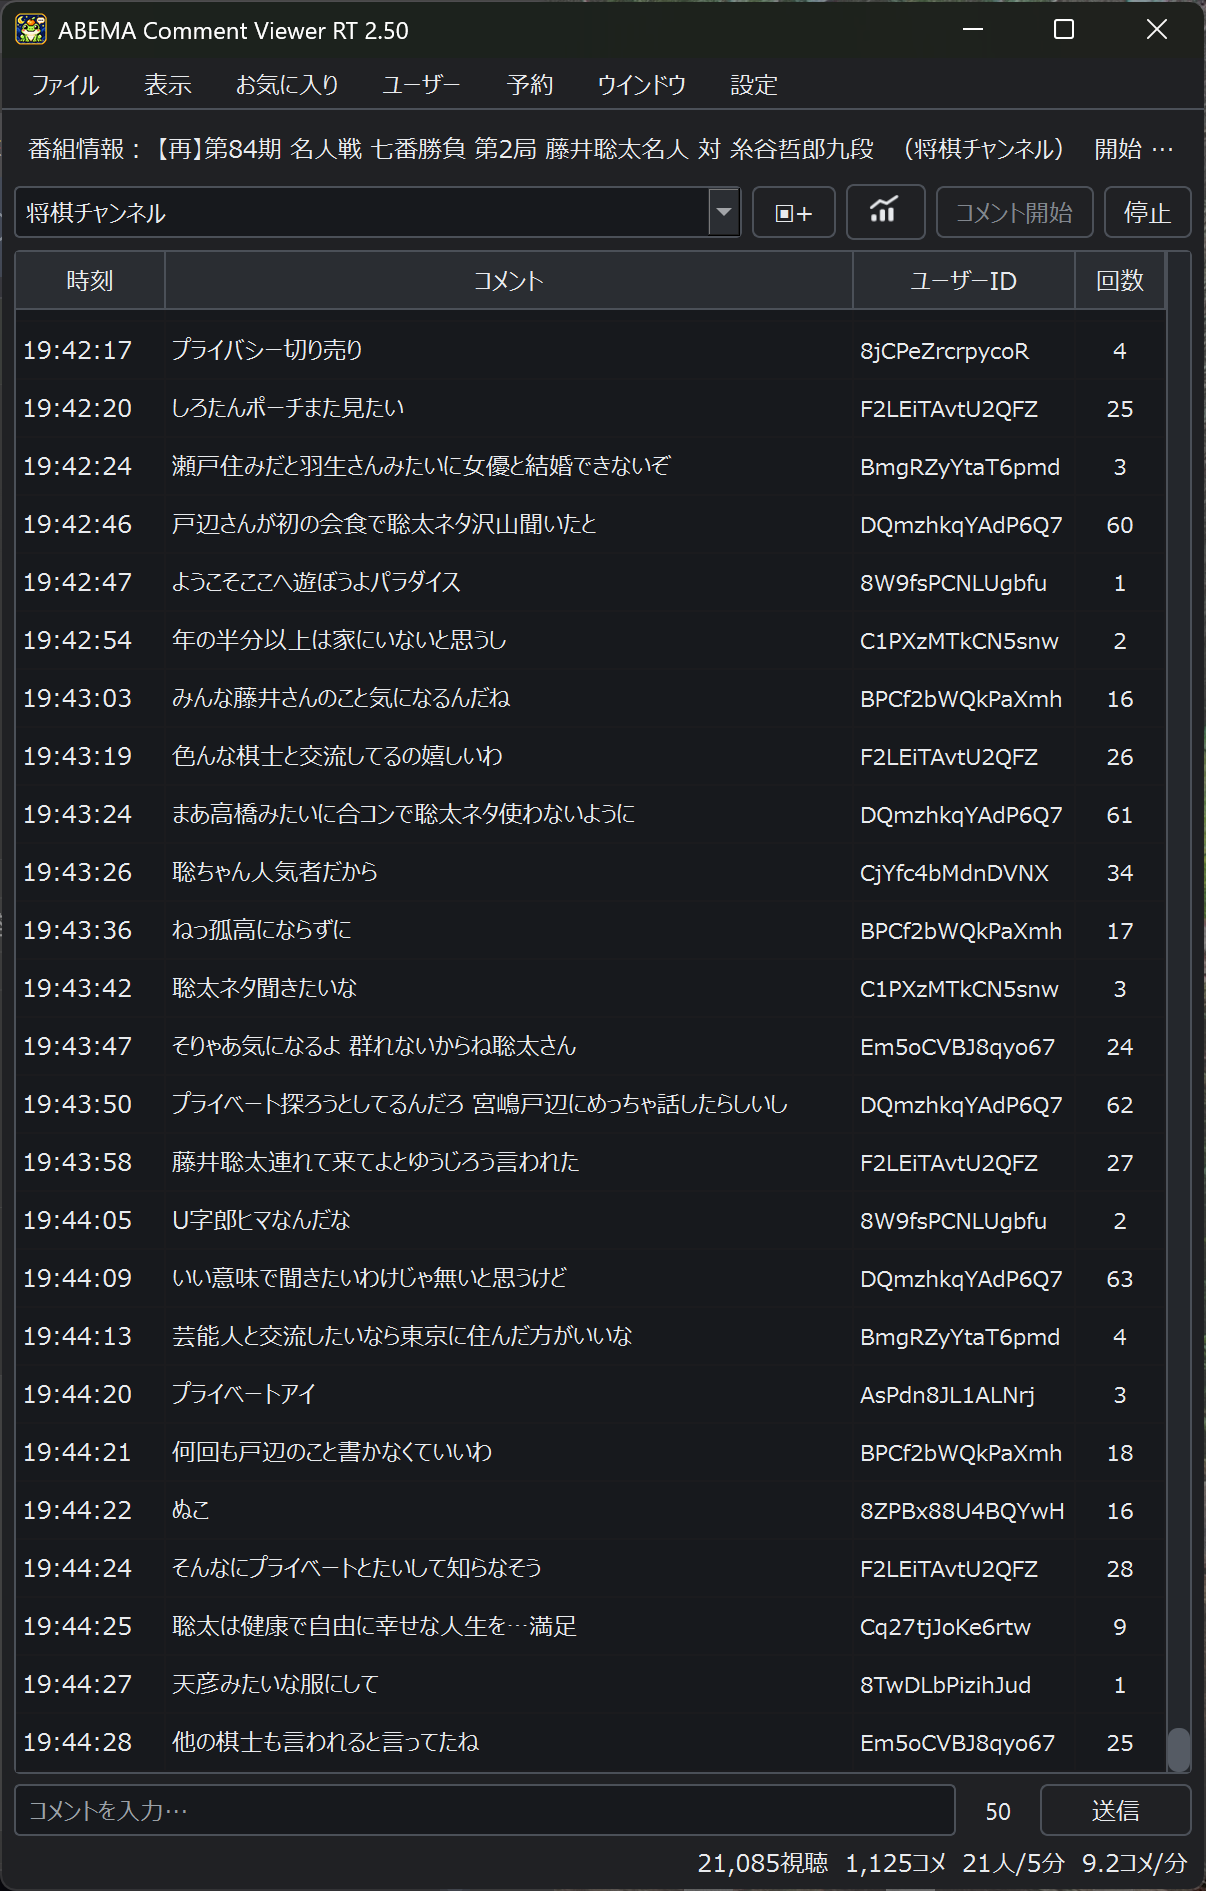 ABEMA Comment Viewer RT 2.50
ファイル 表示 お気に入り ユーザー 予約 ウインドウ 設定
番組情報： 【再】第84期 名人戦 七番勝負 第2局 藤井聡太名人 対 糸谷哲郎九段 （将棋チャンネル） 開始 …
将棋チャンネル ▣+ コメント開始 停止
時刻 コメント ユーザーID 回数
19:42:17 プライバシー切り売り 8jCPeZrcrpycoR 4
19:42:20 しろたんポーチまた見たい F2LEiTAvtU2QFZ 25
19:42:24 瀬戸住みだと羽生さんみたいに女優と結婚できないぞ BmgRZyYtaT6pmd 3
19:42:46 戸辺さんが初の会食で聡太ネタ沢山聞いたと DQmzhkqYAdP6Q7 60
19:42:47 ようこそここへ遊ぼうよパラダイス 8W9fsPCNLUgbfu 1
19:42:54 年の半分以上は家にいないと思うし C1PXzMTkCN5snw 2
19:43:03 みんな藤井さんのこと気になるんだね BPCf2bWQkPaXmh 16
19:43:19 色んな棋士と交流してるの嬉しいわ F2LEiTAvtU2QFZ 26
19:43:24 まあ高橋みたいに合コンで聡太ネタ使わないように DQmzhkqYAdP6Q7 61
19:43:26 聡ちゃん人気者だから CjYfc4bMdnDVNX 34
19:43:36 ねっ孤高にならずに BPCf2bWQkPaXmh 17
19:43:42 聡太ネタ聞きたいな C1PXzMTkCN5snw 3
19:43:47 そりゃあ気になるよ 群れないからね聡太さん Em5oCVBJ8qyo67 24
19:43:50 プライベート探ろうとしてるんだろ 宮嶋戸辺にめっちゃ話したらしいし DQmzhkqYAdP6Q7 62
19:43:58 藤井聡太連れて来てよとゆうじろう言われた F2LEiTAvtU2QFZ 27
19:44:05 U字郎ヒマなんだな 8W9fsPCNLUgbfu 2
19:44:09 いい意味で聞きたいわけじゃ無いと思うけど DQmzhkqYAdP6Q7 63
19:44:13 芸能人と交流したいなら東京に住んだ方がいいな BmgRZyYtaT6pmd 4
19:44:20 プライベートアイ AsPdn8JL1ALNrj 3
19:44:21 何回も戸辺のこと書かなくていいわ BPCf2bWQkPaXmh 18
19:44:22 ぬこ 8ZPBx88U4BQYwH 16
19:44:24 そんなにプライベートとたいして知らなそう F2LEiTAvtU2QFZ 28
19:44:25 聡太は健康で自由に幸せな人生を…満足 Cq27tjJoKe6rtw 9
19:44:27 天彦みたいな服にして 8TwDLbPizihJud 1
19:44:28 他の棋士も言われると言ってたね Em5oCVBJ8qyo67 25
コメントを入力… 50 送信
21,085視聴 1,125コメ 21人/5分 9.2コメ/分